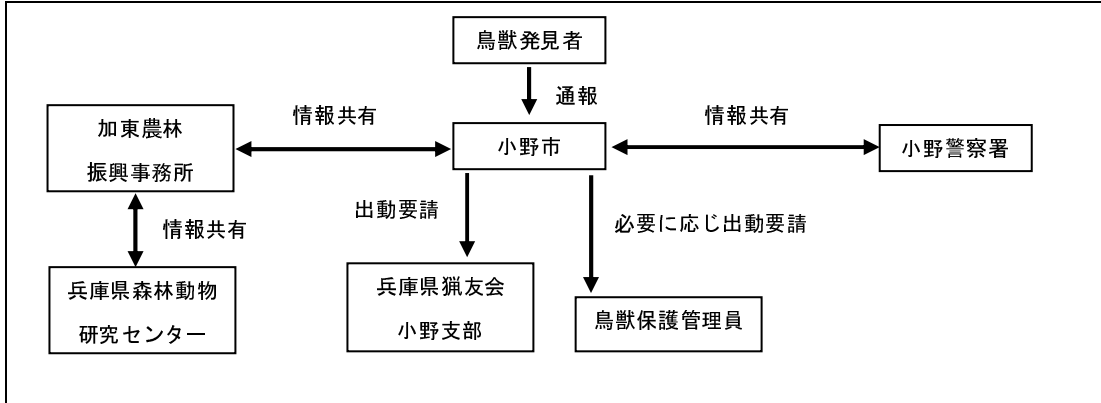 鳥獣発見者
通報
情報共有
情報共有
加東農林
振興事務所
小野市
小野警察署
出動要請
必要に応じ出動要請
情報共有
兵庫県森林動物
研究センター
兵庫県猟友会
小野支部
鳥獣保護管理員